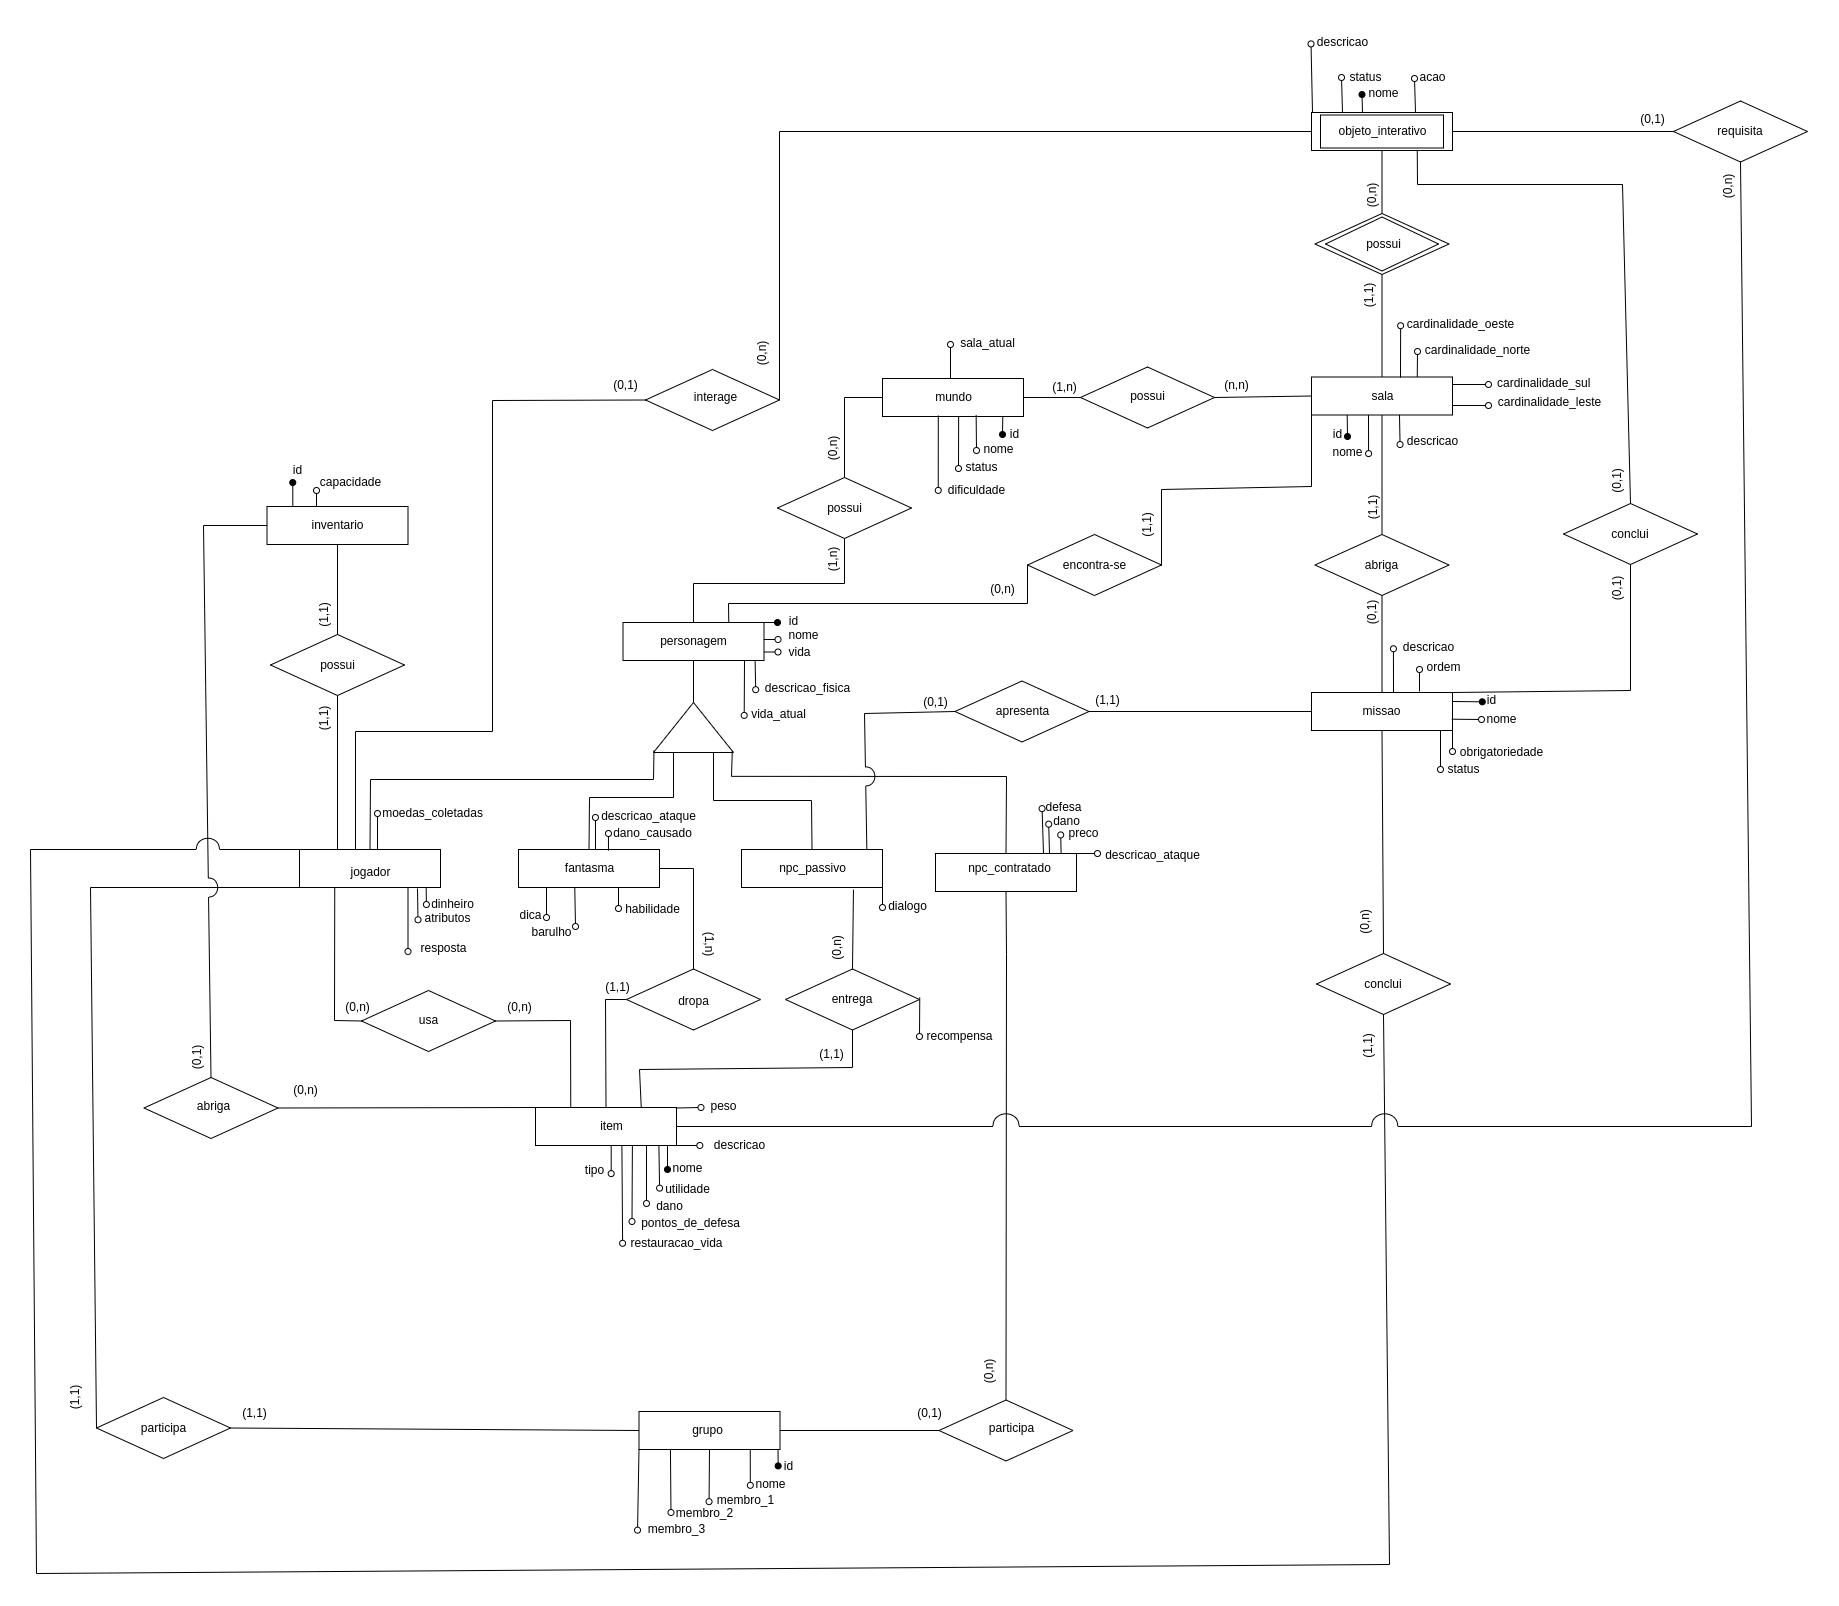 descricao
status
acao
nome
objeto_interativo
(0,1)
requisita
(0,n)
(0,n)
possui
(1,1)
cardinalidade_oeste
cardinalidade_norte
cardinalidade_sul
cardinalidade_leste
sala
id
nome
descricao
sala_atual
mundo
(1,n)
possui
(n,n)
id
nome
status
dificuldade
(0,n)
interage
(0,1)
(0,n)
possui
(1,n)
(1,1)
encontra-se
(0,n)
(1,1)
abriga
(0,1)
(0,1)
conclui
(0,1)
id
capacidade
inventario
(1,1)
possui
(1,1)
personagem
id
nome
vida
descricao_fisica
vida_atual
(0,1)
apresenta
(1,1)
descricao
ordem
missao
id
nome
obrigatoriedade
status
moedas_coletadas
jogador
dinheiro
atributos
resposta
descricao_ataque
dano_causado
fantasma
dica
barulho
habilidade
npc_passivo
dialogo
defesa
dano
preco
descricao_ataque
npc_contratado
(0,n)
usa
(0,n)
(1,n)
(1,1)
dropa
(0,n)
entrega
recompensa
(1,1)
(0,n)
conclui
(1,1)
(0,1)
abriga
(0,n)
item
peso
descricao
tipo
nome
utilidade
dano
pontos_de_defesa
restauracao_vida
(1,1)
participa
(1,1)
grupo
(0,1)
participa
(0,n)
id
nome
membro_1
membro_2
membro_3